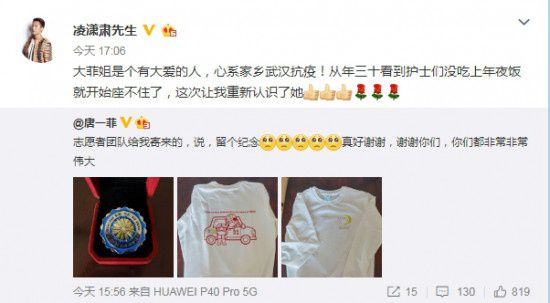 凌潇肃先生
今天 17:06
大菲姐是个有大爱的人，心系家乡武汉抗疫！从年三十看到护士们没吃上年夜饭
就开始座不住了，这次让我重新认识了她👍👍👍🌹🌹🌹
@唐一菲
志愿者团队给我寄来的，说，留个纪念🥺🥺🥺🥺🥺真好谢谢，谢谢你们，你们都非常非常
伟大
今天 15:56 来自 HUAWEI P40 Pro 5G
15
130
819